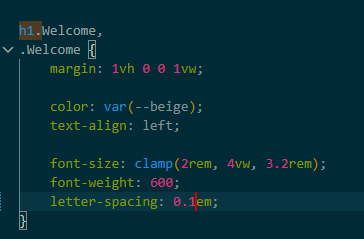 h1.Welcome,
.Welcome {
margin: 1vh 0 0 1vw;
color: var(--beige);
text-align: left;
font-size: clamp(2rem, 4vw, 3.2rem);
font-weight: 600;
letter-spacing: 0.1em;
}